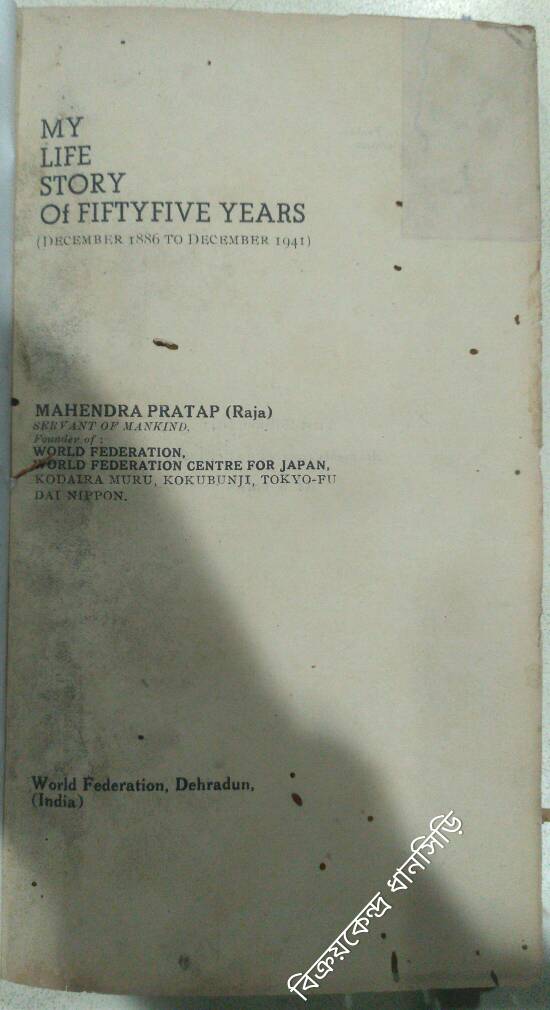 MY
LIFE
STORY
Of FIFTYFIVE YEARS
(DECEMBER 1886 TO DECEMBER 1941)
MAHENDRA PRATAP (Raja)
SERVANT OF MANKIND,
Founder of :
WORLD FEDERATION,
WORLD FEDERATION CENTRE FOR JAPAN,
KODAIRA MURU, KOKUBUNJI, TOKYO-FU
DAI NIPPON.
World Federation, Dehradun,
(India)
বিক্রয়কেন্দ্র ধানসিড়ি